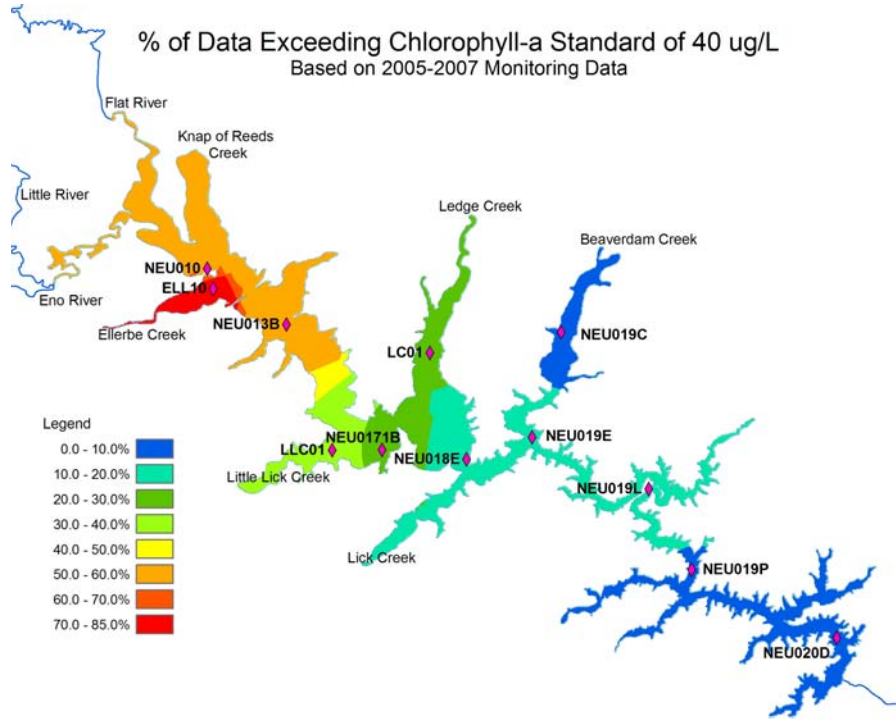 % of Data Exceeding Chlorophyll-a Standard of 40 ug/L
Based on 2005-2007 Monitoring Data
Flat River
Knap of Reeds
Creek
Little River
Ledge Creek
Beaverdam Creek
NEU010
ELL10
Eno River
Ellerbe Creek
NEU013B
NEU019C
LC01
Legend
0.0 - 10.0%
10.0 - 20.0%
20.0 - 30.0%
30.0 - 40.0%
40.0 - 50.0%
50.0 - 60.0%
60.0 - 70.0%
70.0 - 85.0%
NEU0171B
LLC01
NEU018E
NEU019E
Little Lick Creek
NEU019L
Lick Creek
NEU019P
NEU020D